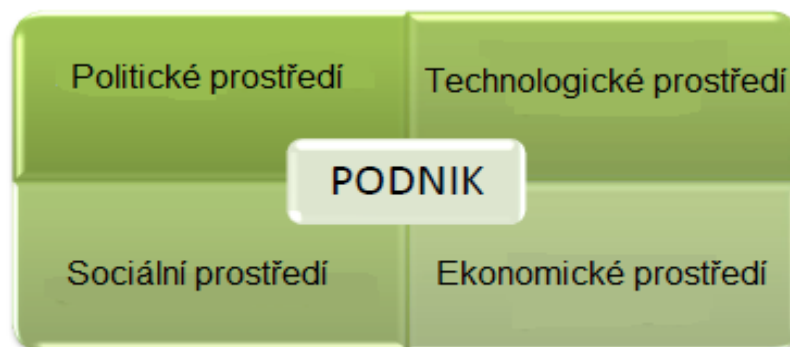 Politické prostředí
Technologické prostředí
PODNIK
Sociální prostředí
Ekonomické prostředí